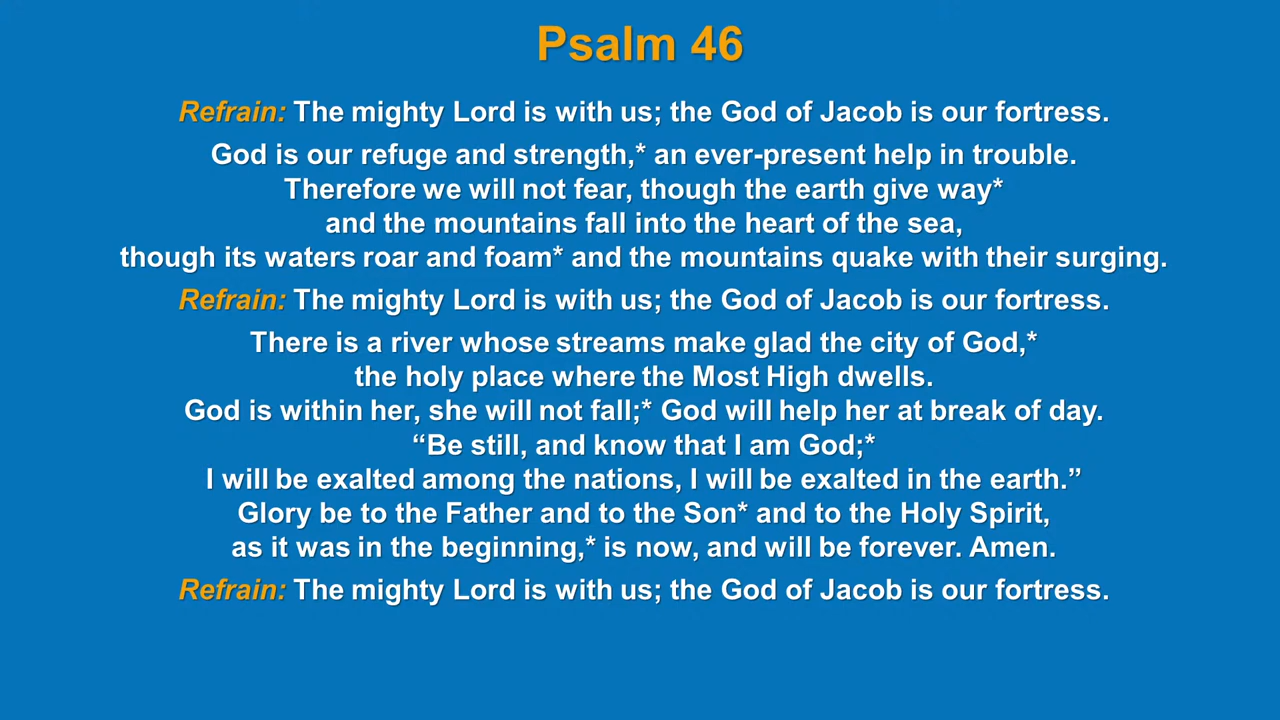 Psalm 46
Refrain: The mighty Lord is with us; the God of Jacob is our fortress.
God is our refuge and strength,* an ever-present help in trouble.
Therefore we will not fear, though the earth give way*
and the mountains fall into the heart of the sea,
though its waters roar and foam* and the mountains quake with their surging.
Refrain: The mighty Lord is with us; the God of Jacob is our fortress.
There is a river whose streams make glad the city of God,*
the holy place where the Most High dwells.
God is within her, she will not fall;* God will help her at break of day.
“Be still, and know that I am God;*
I will be exalted among the nations, I will be exalted in the earth.”
Glory be to the Father and to the Son* and to the Holy Spirit,
as it was in the beginning,* is now, and will be forever. Amen.
Refrain: The mighty Lord is with us; the God of Jacob is our fortress.